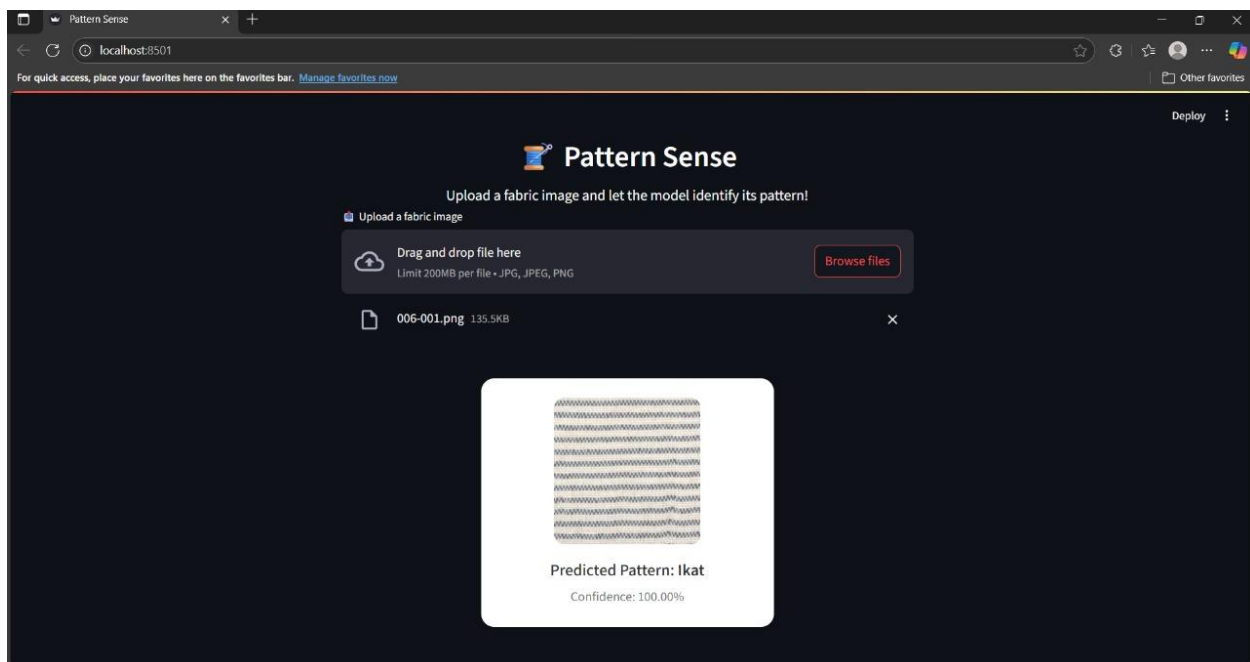 Pattern Sense
localhost:8501
For quick access, place your favorites here on the favorites bar. Manage favorites now
Other favorites
Deploy
Pattern Sense
Upload a fabric image and let the model identify its pattern!
Upload a fabric image
Drag and drop file here
Limit 200MB per file • JPG, JPEG, PNG
Browse files
006-001.png 135.5KB
Predicted Pattern: Ikat
Confidence: 100.00%